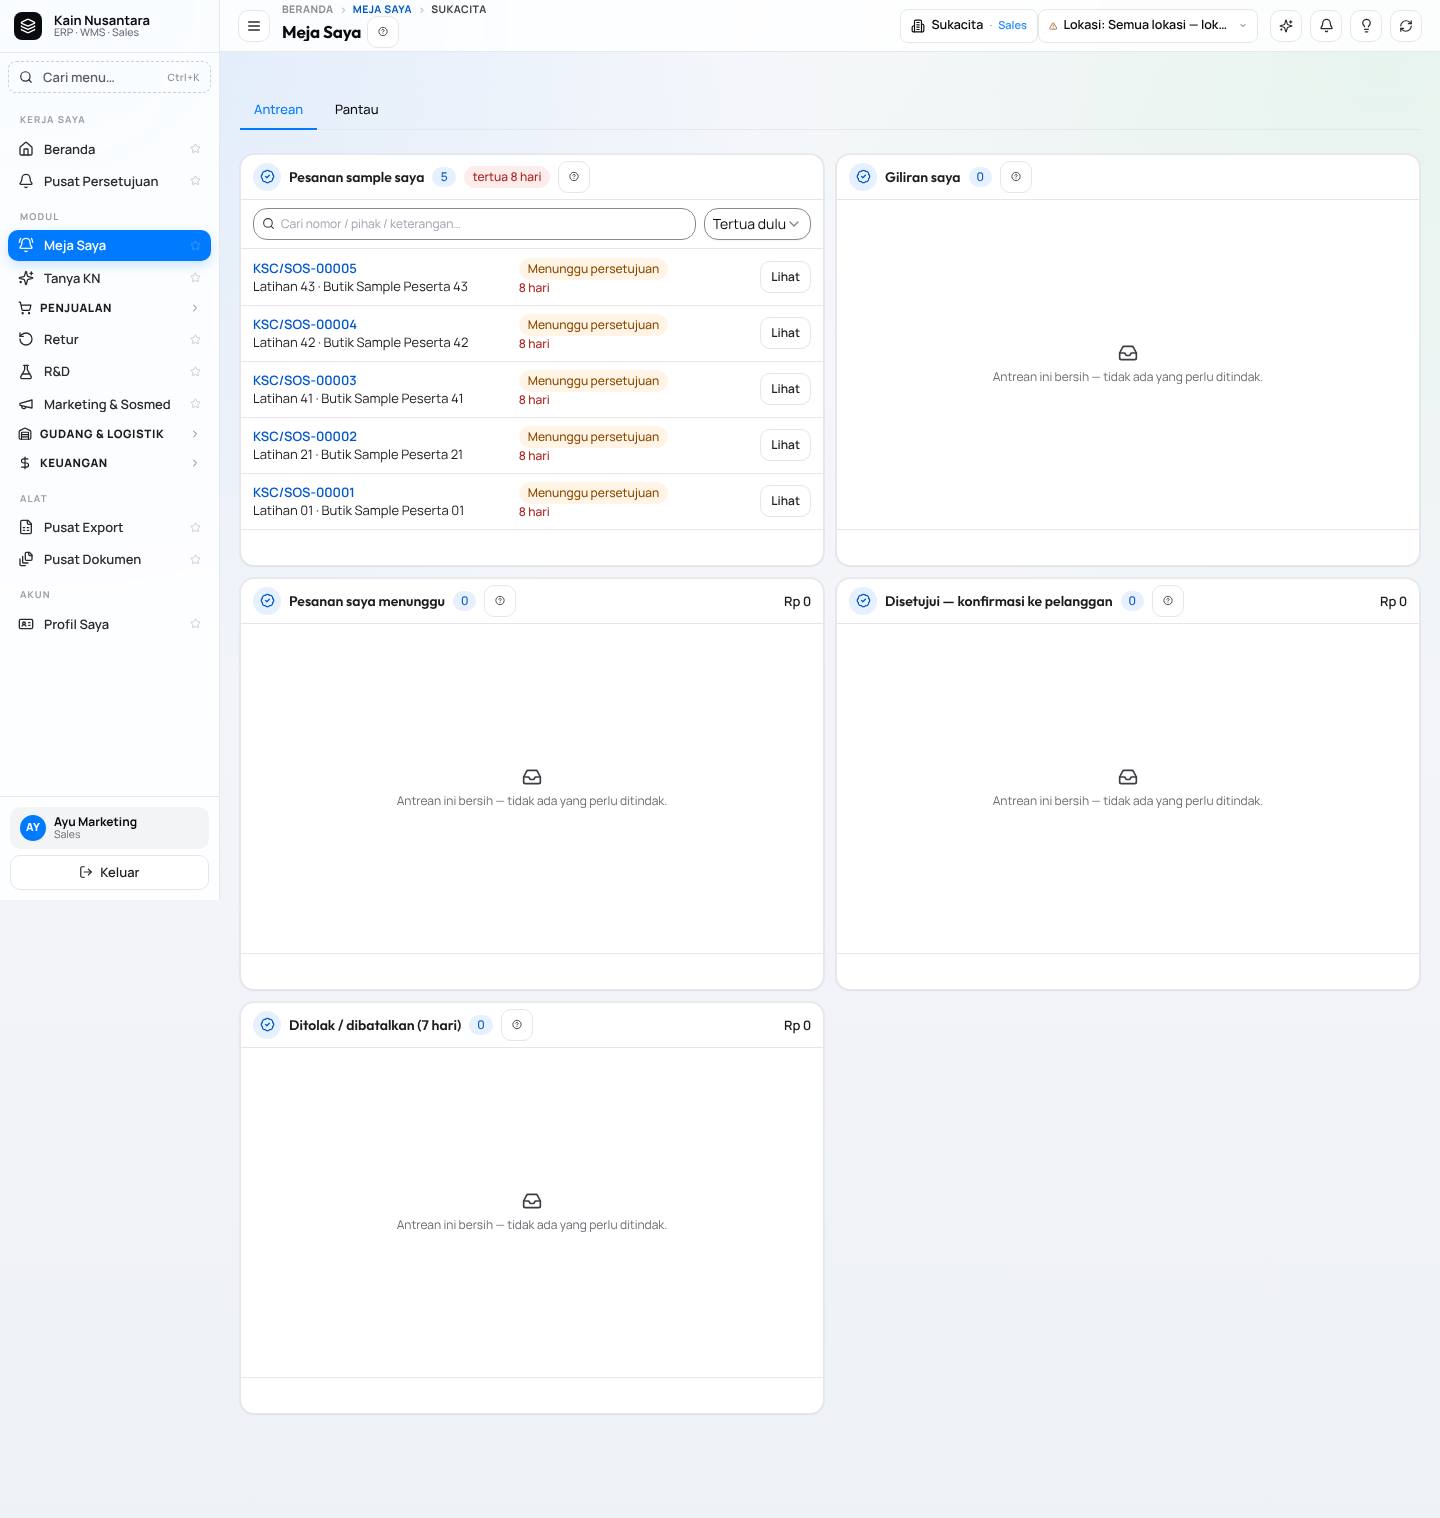 Kain Nusantara
ERP · WMS · Sales
Cari menu...
Ctrl+K
KERJA SAYA
Beranda
Pusat Persetujuan
MODUL
Meja Saya
Tanya KN
PENJUALAN
Retur
R&D
Marketing & Sosmed
GUDANG & LOGISTIK
KEUANGAN
ALAT
Pusat Export
Pusat Dokumen
AKUN
Profil Saya
AY
Ayu Marketing
Sales
Keluar
BERANDA › MEJA SAYA › SUKACITA
Meja Saya
Sukacita · Sales
Lokasi: Semua lokasi — lok...
Antrean
Pantau
Pesanan sample saya 5 tertua 8 hari
Cari nomor / pihak / keterangan...
Tertua dulu
KSC/SOS-00005
Menunggu persetujuan
Latihan 43 · Butik Sample Peserta 43
8 hari
Lihat
KSC/SOS-00004
Menunggu persetujuan
Latihan 42 · Butik Sample Peserta 42
8 hari
Lihat
KSC/SOS-00003
Menunggu persetujuan
Latihan 41 · Butik Sample Peserta 41
8 hari
Lihat
KSC/SOS-00002
Menunggu persetujuan
Latihan 21 · Butik Sample Peserta 21
8 hari
Lihat
KSC/SOS-00001
Menunggu persetujuan
Latihan 01 · Butik Sample Peserta 01
8 hari
Lihat
Giliran saya 0
Antrean ini bersih — tidak ada yang perlu ditindak.
Pesanan saya menunggu 0
Rp 0
Antrean ini bersih — tidak ada yang perlu ditindak.
Disetujui — konfirmasi ke pelanggan 0
Rp 0
Antrean ini bersih — tidak ada yang perlu ditindak.
Ditolak / dibatalkan (7 hari) 0
Rp 0
Antrean ini bersih — tidak ada yang perlu ditindak.